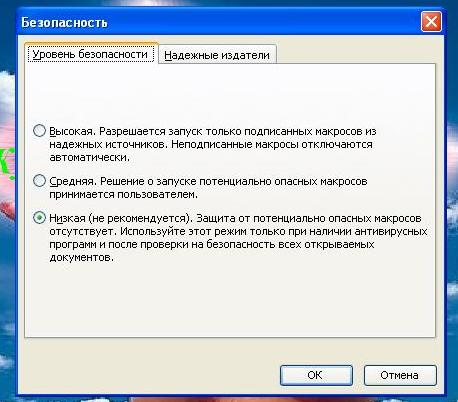 Безопасность
Уровень безопасности
Надежные издатели
Высокая. Разрешается запуск только подписанных макросов из
надежных источников. Неподписанные макросы отключаются
автоматически.
Средняя. Решение о запуске потенциально опасных макросов
принимается пользователем.
Низкая (не рекомендуется). Защита от потенциально опасных макросов
отсутствует. Используйте этот режим только при наличии антивирусных
программ и после проверки на безопасность всех открываемых
документов.
ОК
Отмена